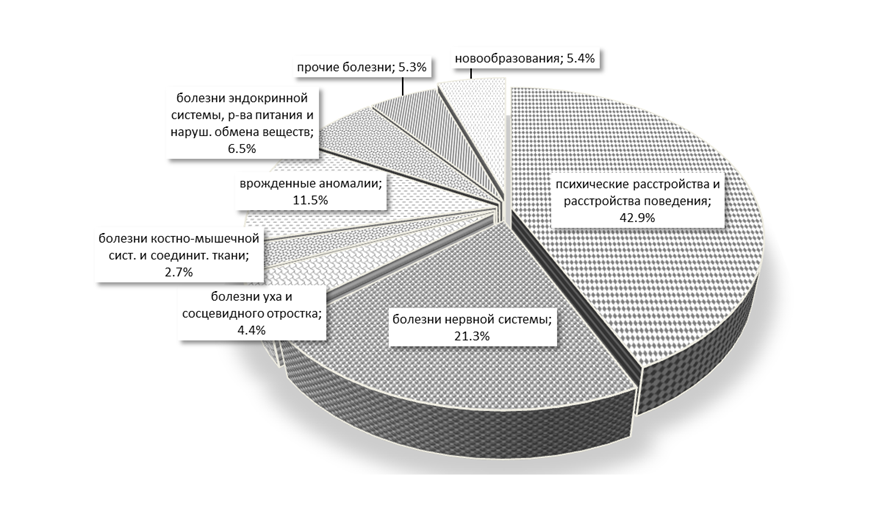 новообразования; 5.4%
прочие болезни; 5.3%
болезни эндокринной
системы, р-ва питания и
наруш. обмена веществ;
6.5%
врожденные аномалии;
11.5%
психические расстройства и
расстройства поведения;
42.9%
болезни костно-мышечной
сист. и соединит. ткани;
2.7%
болезни уха и
сосцевидного отростка;
4.4%
болезни нервной системы;
21.3%